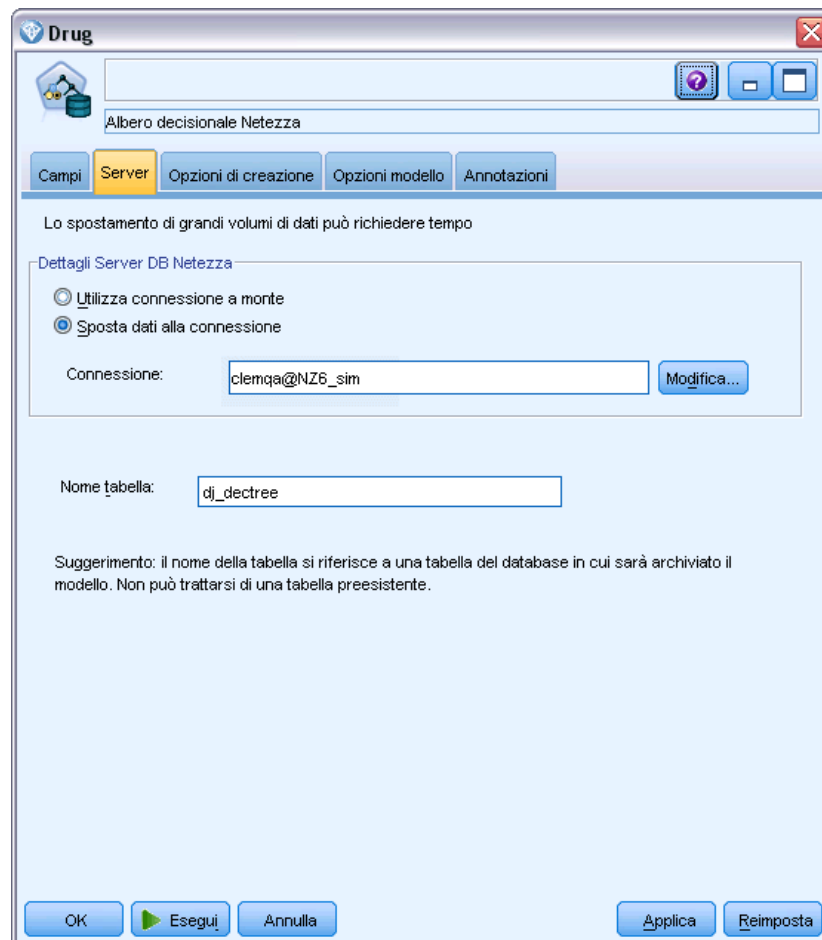 Drug
Albero decisionale Netezza
Campi Server Opzioni di creazione Opzioni modello Annotazioni
Lo spostamento di grandi volumi di dati può richiedere tempo
Dettagli Server DB Netezza
Utilizza connessione a monte
Sposta dati alla connessione
Connessione: clemqa@NZ6_sim Modifica...
Nome tabella: dj_dectree
Suggerimento: il nome della tabella si riferisce a una tabella del database in cui sarà archiviato il
modello. Non può trattarsi di una tabella preesistente.
OK Esegui Annulla Applica Reimposta